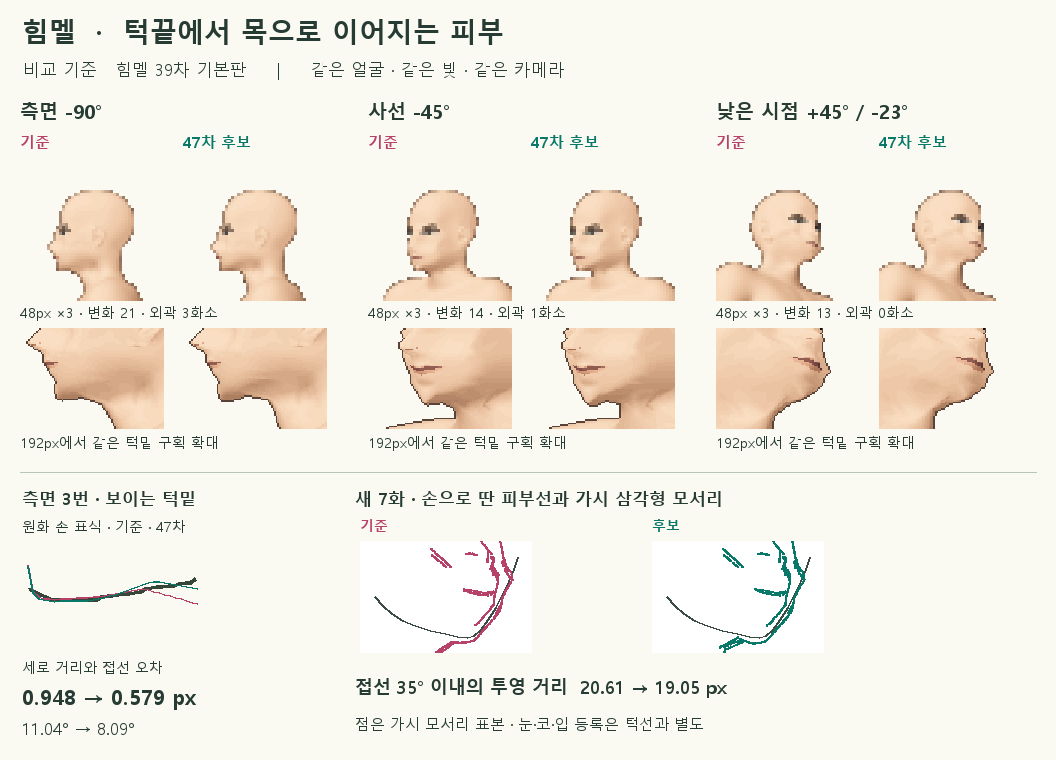 힘멜 · 턱끝에서 목으로 이어지는 피부
비교 기준 힘멜 39차 기본판 | 같은 얼굴 · 같은 빛 · 같은 카메라
측면 -90° 사선 -45° 낮은 시점 +45° / -23°
기준 47차 후보 기준 47차 후보 기준 47차 후보
48px ×3 · 변화 21 · 외곽 3화소 48px ×3 · 변화 14 · 외곽 1화소 48px ×3 · 변화 13 · 외곽 0화소
192px에서 같은 턱밑 구획 확대 192px에서 같은 턱밑 구획 확대 192px에서 같은 턱밑 구획 확대
측면 3번 · 보이는 턱밑
원화 손 표식 · 기준 · 47차
세로 거리와 접선 오차
0.948 → 0.579 px
11.04° → 8.09°
새 7화 · 손으로 딴 피부선과 가시 삼각형 모서리
기준 후보
접선 35° 이내의 투영 거리 20.61 → 19.05 px
점은 가시 모서리 표본 · 눈·코·입 등록은 턱선과 별도